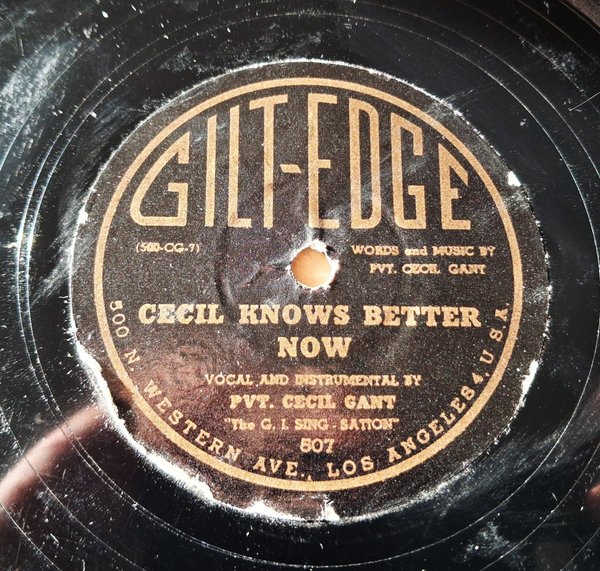 GILT-EDGE
(500-CG-7)
WORDS and MUSIC BY
PVT. CECIL GANT
CECIL KNOWS BETTER
NOW
VOCAL AND INSTRUMENTAL BY
PVT. CECIL GANT
"The G. I. SING-SATION"
507
500 N. WESTERN AVE., LOS ANGELES 4, U.S.A.